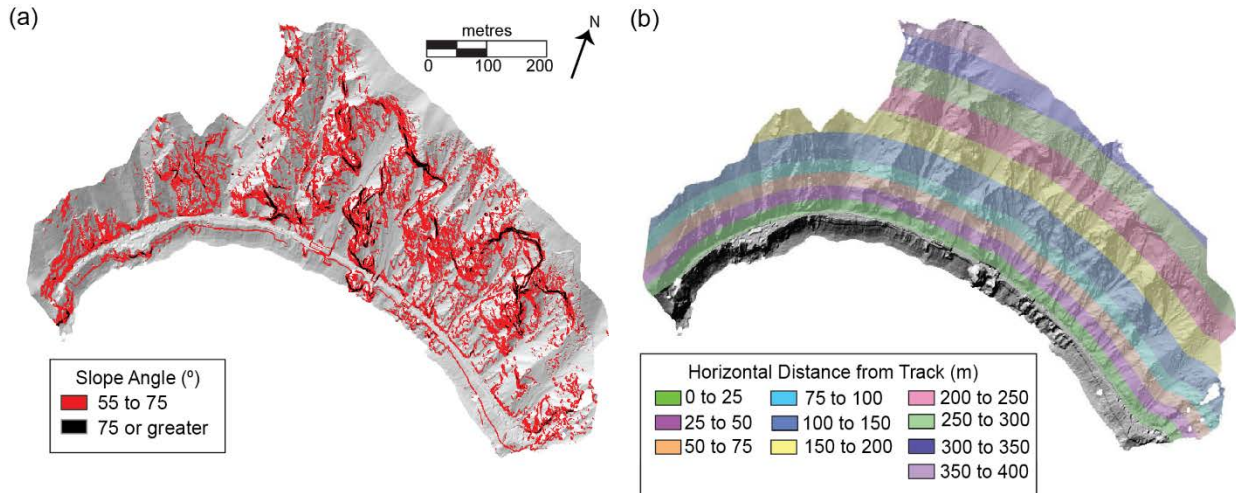 (a)
metres
0 100 200
N
Slope Angle (º)
55 to 75
75 or greater
(b)
Horizontal Distance from Track (m)
0 to 25
25 to 50
50 to 75
75 to 100
100 to 150
150 to 200
200 to 250
250 to 300
300 to 350
350 to 400